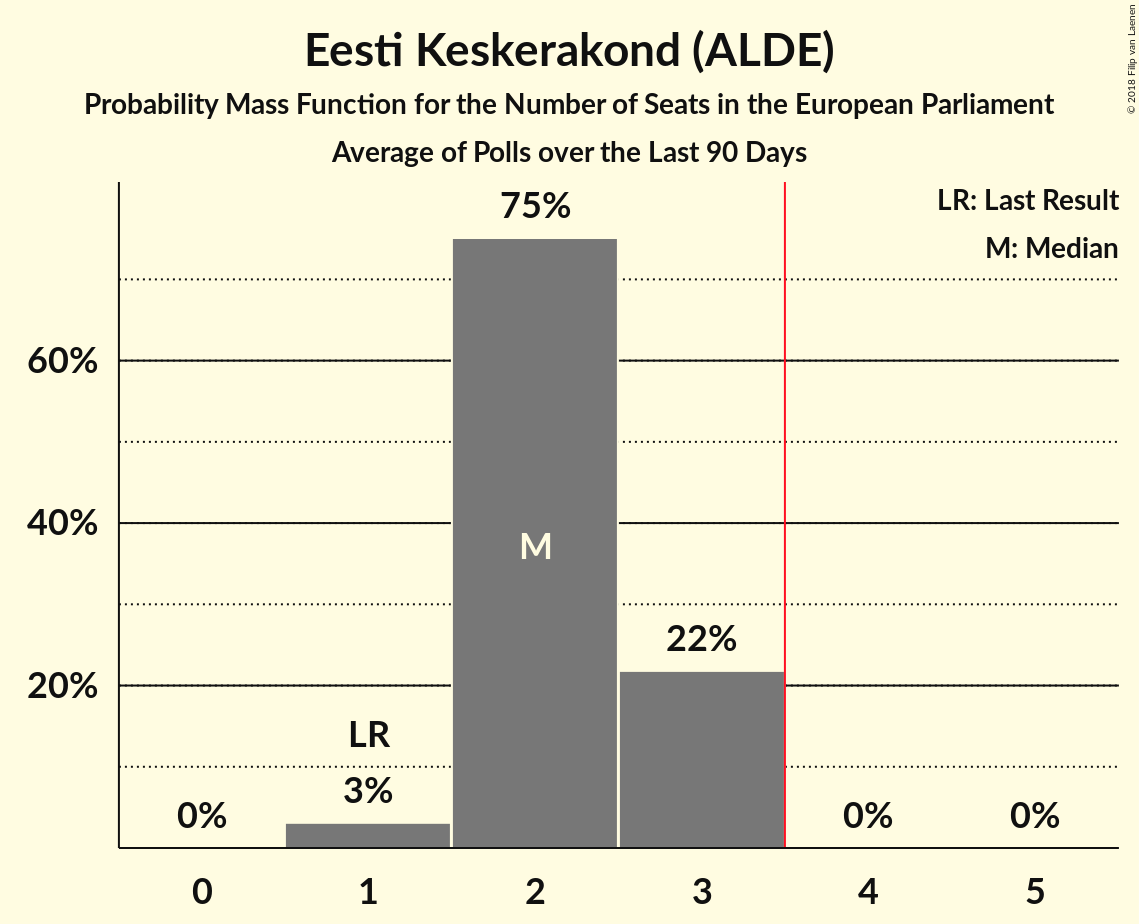 Eesti Keskerakond (ALDE)
Probability Mass Function for the Number of Seats in the European Parliament
Average of Polls over the Last 90 Days
© 2018 Filip van Laenen
LR: Last Result
M: Median
75%
60%
40%
M
22%
20%
LR
3%
0%
0%
0%
0
1
2
3
4
5